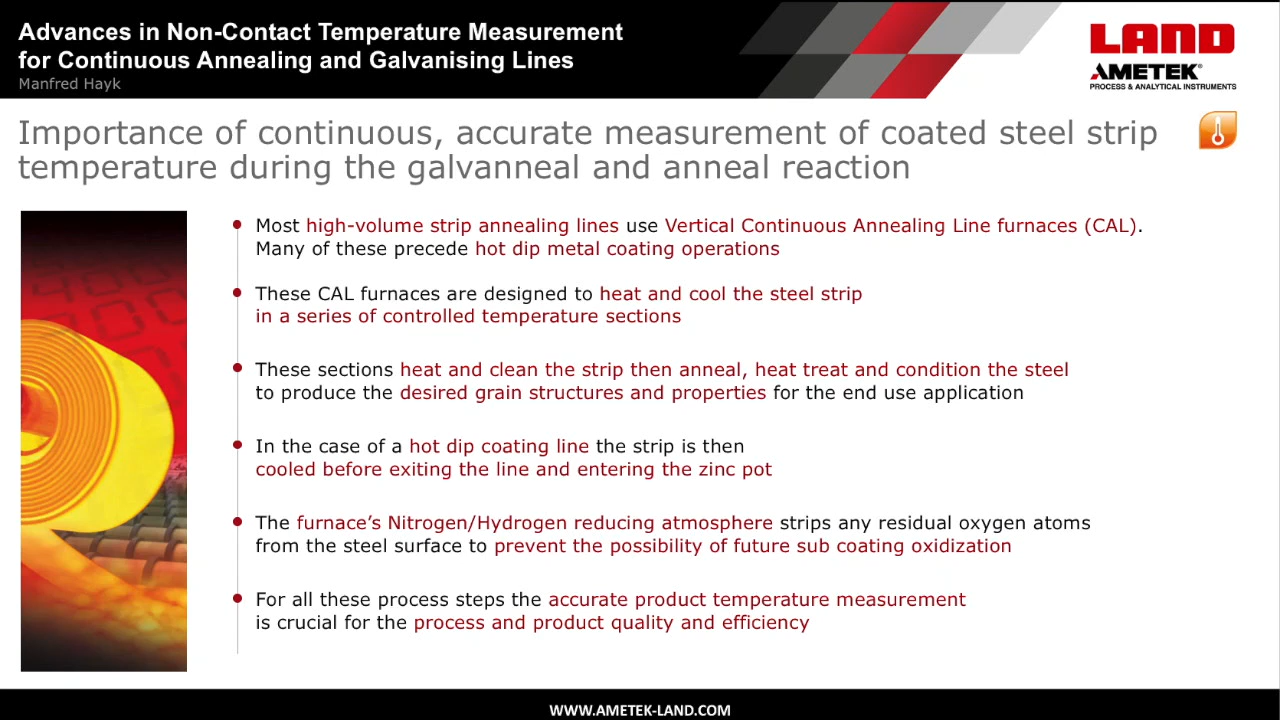 Advances in Non-Contact Temperature Measurement
for Continuous Annealing and Galvanising Lines
Manfred Hayk
LAND
AMETEK®
PROCESS & ANALYTICAL INSTRUMENTS
Importance of continuous, accurate measurement of coated steel strip
temperature during the galvanneal and anneal reaction
Most high-volume strip annealing lines use Vertical Continuous Annealing Line furnaces (CAL).
Many of these precede hot dip metal coating operations
These CAL furnaces are designed to heat and cool the steel strip
in a series of controlled temperature sections
These sections heat and clean the strip then anneal, heat treat and condition the steel
to produce the desired grain structures and properties for the end use application
In the case of a hot dip coating line the strip is then
cooled before exiting the line and entering the zinc pot
The furnace’s Nitrogen/Hydrogen reducing atmosphere strips any residual oxygen atoms
from the steel surface to prevent the possibility of future sub coating oxidization
For all these process steps the accurate product temperature measurement
is crucial for the process and product quality and efficiency
WWW.AMETEK-LAND.COM